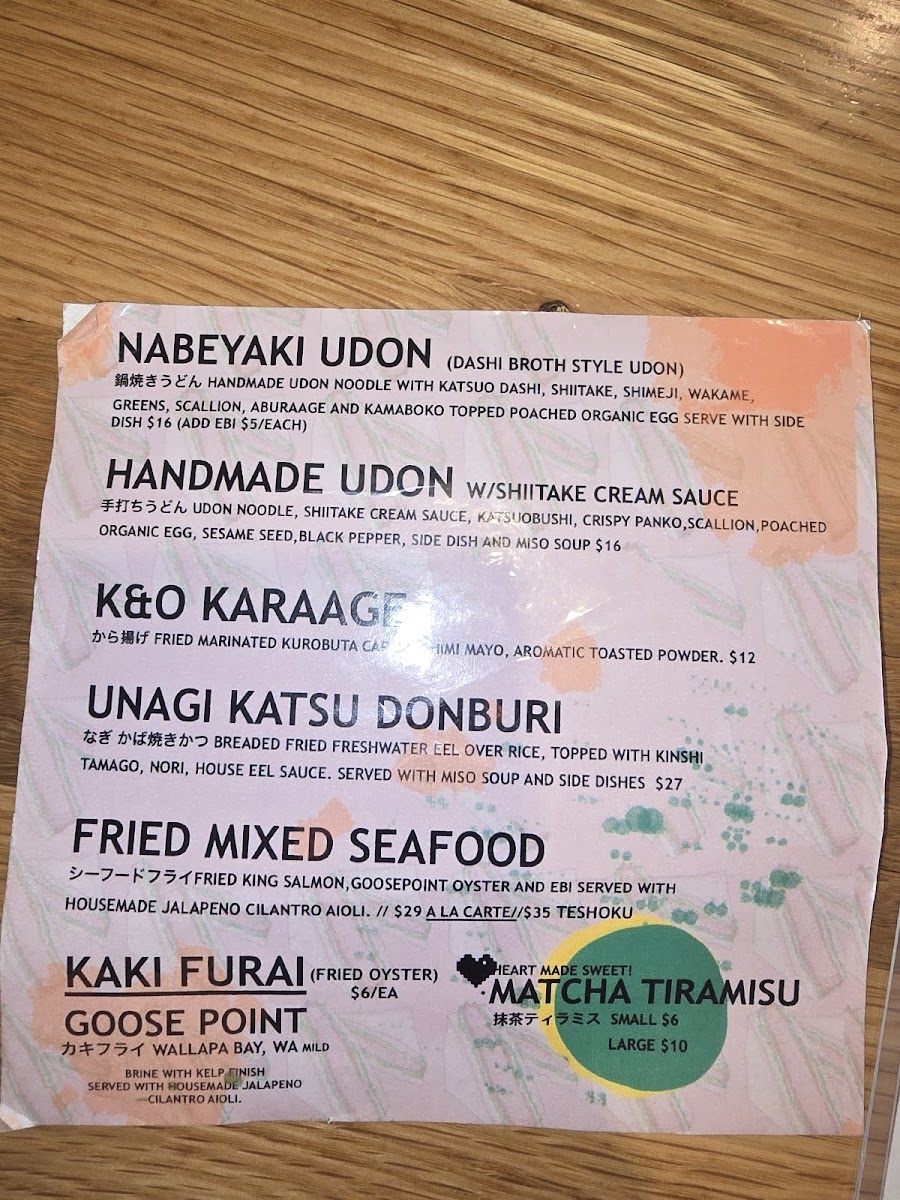 NABEYAKI UDON (DASHI BROTH STYLE UDON)
鍋焼きうどん HANDMADE UDON NOODLE WITH KATSUO DASHI, SHIITAKE, SHIMEJI, WAKAME,
GREENS, SCALLION, ABURAAGE AND KAMABOKO TOPPED POACHED ORGANIC EGG SERVE WITH SIDE
DISH $16 (ADD EBI $5/EACH)
HANDMADE UDON W/SHIITAKE CREAM SAUCE
手打ちうどん UDON NOODLE, SHIITAKE CREAM SAUCE, KATSUOBUSHI, CRISPY PANKO,SCALLION,POACHED
ORGANIC EGG, SESAME SEED,BLACK PEPPER, SIDE DISH AND MISO SOUP $16
K&O KARAAGE
から揚げ FRIED MARINATED KUROBUTA MAYO, AROMATIC TOASTED POWDER. $12
UNAGI KATSU DONBURI
なぎ かば焼きかつ BREADED FRIED FRESHWATER EEL OVER RICE, TOPPED WITH KINSHI
TAMAGO, NORI, HOUSE EEL SAUCE. SERVED WITH MISO SOUP AND SIDE DISHES $27
FRIED MIXED SEAFOOD
シーフードフライFRIED KING SALMON,GOOSEPOINT OYSTER AND EBI SERVED WITH
HOUSEMADE JALAPENO CILANTRO AIOLI. // $29 A LA CARTE//$35 TESHOKU
KAKI FURAI (FRIED OYSTER)
$6/EA
GOOSE POINT
カキフライ WALLAPA BAY, WA MILD
BRINE WITH KELP FINISH
SERVED WITH HOUSEMADE JALAPENO
—CILANTRO AIOLI.
HEART MADE SWEET!
MATCHA TIRAMISU
抹茶ティラミス SMALL $6
LARGE $10